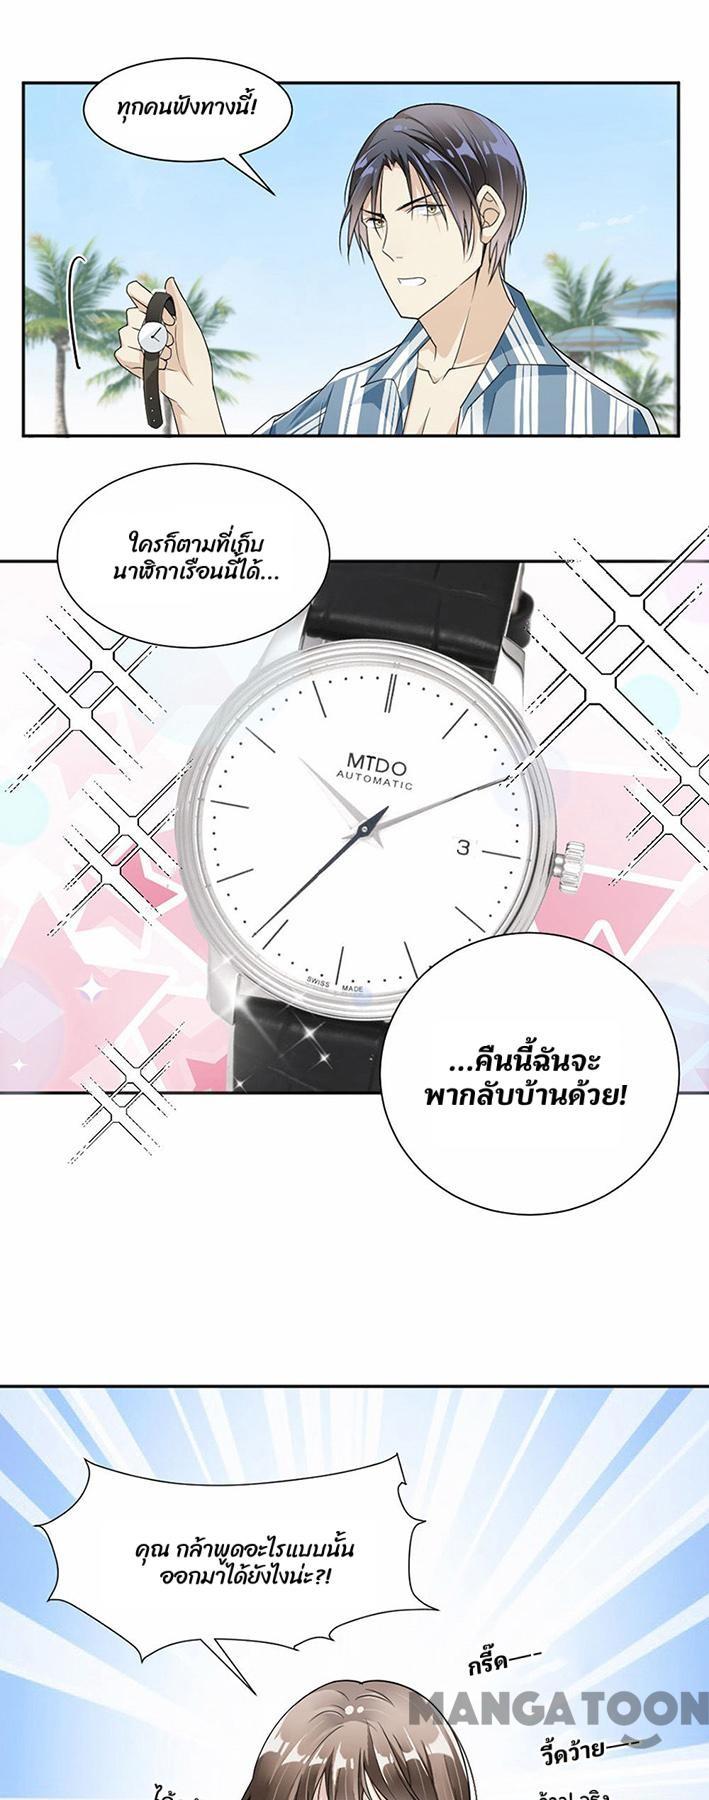 ทุกคนฟังทางนี้!
ใครก็ตามที่เก็บ
นาฬิกาเรือนนี้ได้...
MTDO
AUTOMATIC
3
SWISS MADE
...คืนนี้ฉันจะ
พากลับบ้านด้วย!
คุณ กล้าพูดอะไรแบบนั้น
ออกมาได้ยังไงน่ะ?!
กรี๊ด—--
MANGATOON
วี้ดว้าย—--